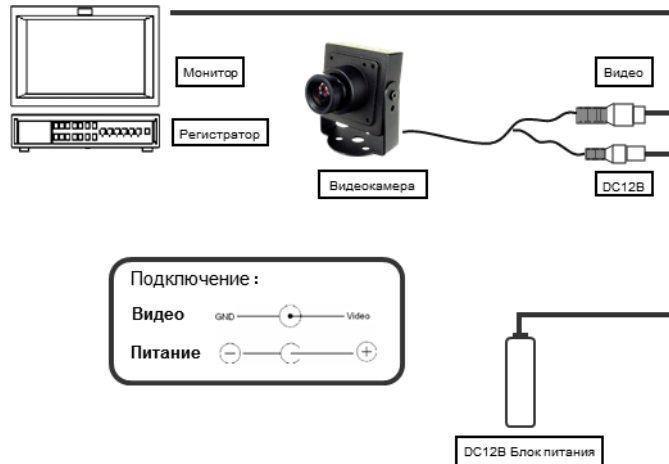 Монитор
Видео
Регистратор
Видеокамера
DC12В
Подключение :
Видео GND Video
Питание − +
DC12В Блок питания